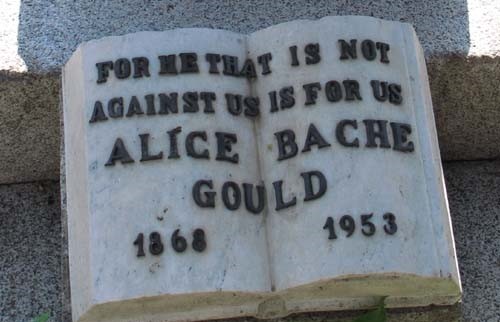 FOR HE THAT IS NOT
AGAINST US IS FOR US
ALICE BACHE
GOULD
1868 1953